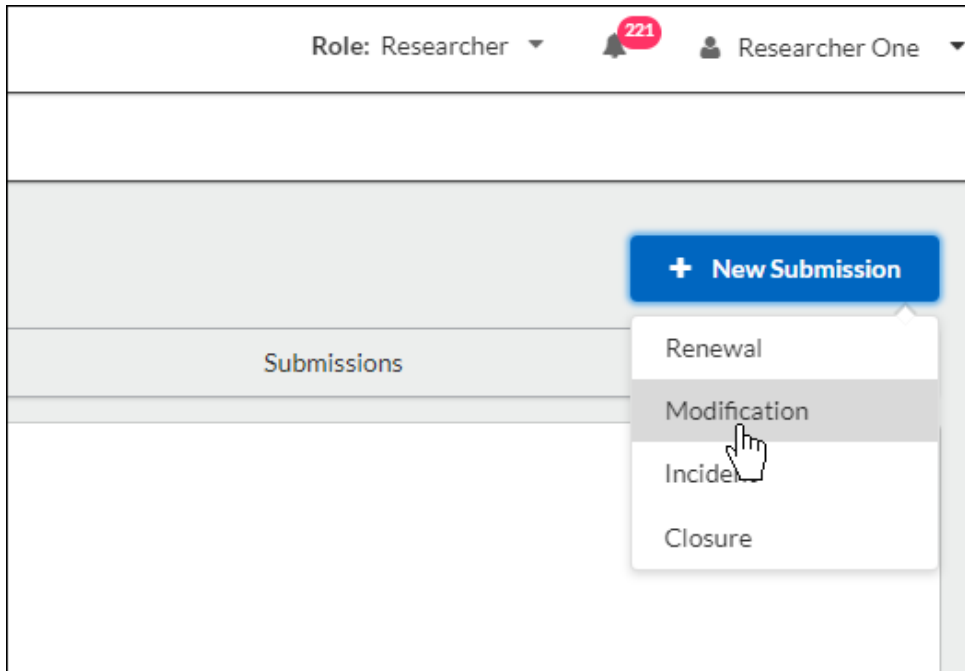 Role: Researcher 221 Researcher One
+ New Submission
Submissions
Renewal
Modification
Closure